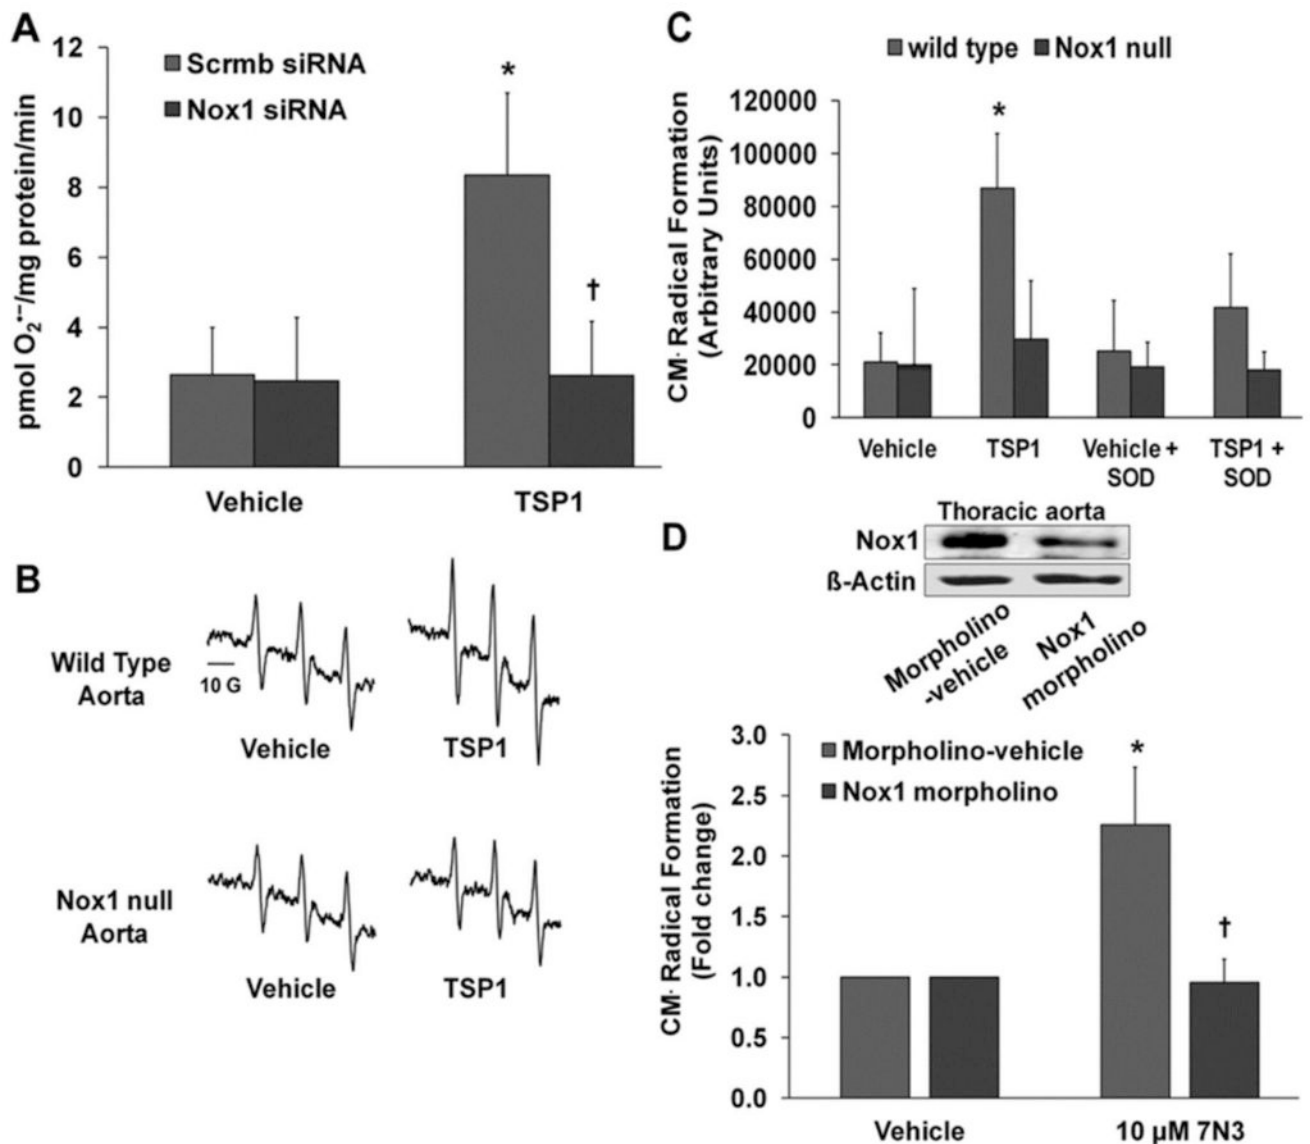 A
12
10
8
6
4
2
0
pmol O₂•−/mg protein/min
Scrmb siRNA
Nox1 siRNA
*
†
Vehicle
TSP1
B
Wild Type
Aorta
10 G
Vehicle
TSP1
Nox1 null
Aorta
Vehicle
TSP1
C
wild type
Nox1 null
CM· Radical Formation
(Arbitrary Units)
120000
100000
80000
60000
40000
20000
0
*
Vehicle
TSP1
Vehicle +
SOD
TSP1 +
SOD
D
Thoracic aorta
Nox1
ß-Actin
Morpholino
-vehicle
Nox1
morpholino
CM· Radical Formation
(Fold change)
3.0
2.5
2.0
1.5
1.0
0.5
0.0
Morpholino-vehicle
Nox1 morpholino
*
†
Vehicle
10 µM 7N3